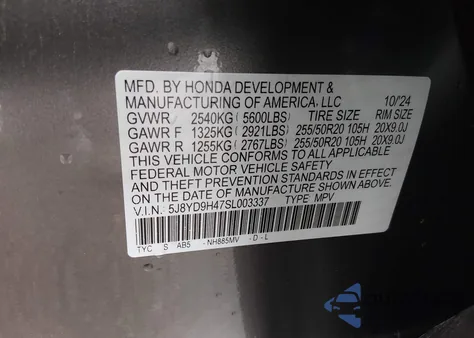 MFD. BY HONDA DEVELOPMENT &
MANUFACTURING OF AMERICA, LLC 10/24
GVWR 2540KG ( 5600LBS) TIRE SIZE RIM SIZE
GAWR F 1325KG ( 2921LBS) 255/50R20 105H 20X9.0J
GAWR R 1255KG ( 2767LBS) 255/50R20 105H 20X9.0J
THIS VEHICLE CONFORMS TO ALL APPLICABLE
FEDERAL MOTOR VEHICLE SAFETY
AND THEFT PREVENTION STANDARDS IN EFFECT
ON THE DATE OF MANUFACTURE SHOWN ABOVE.
V.I.N.: 5J8YD9H47SL003337 TYPE: MPV
TYC S AB5 - NH885MV - D - L